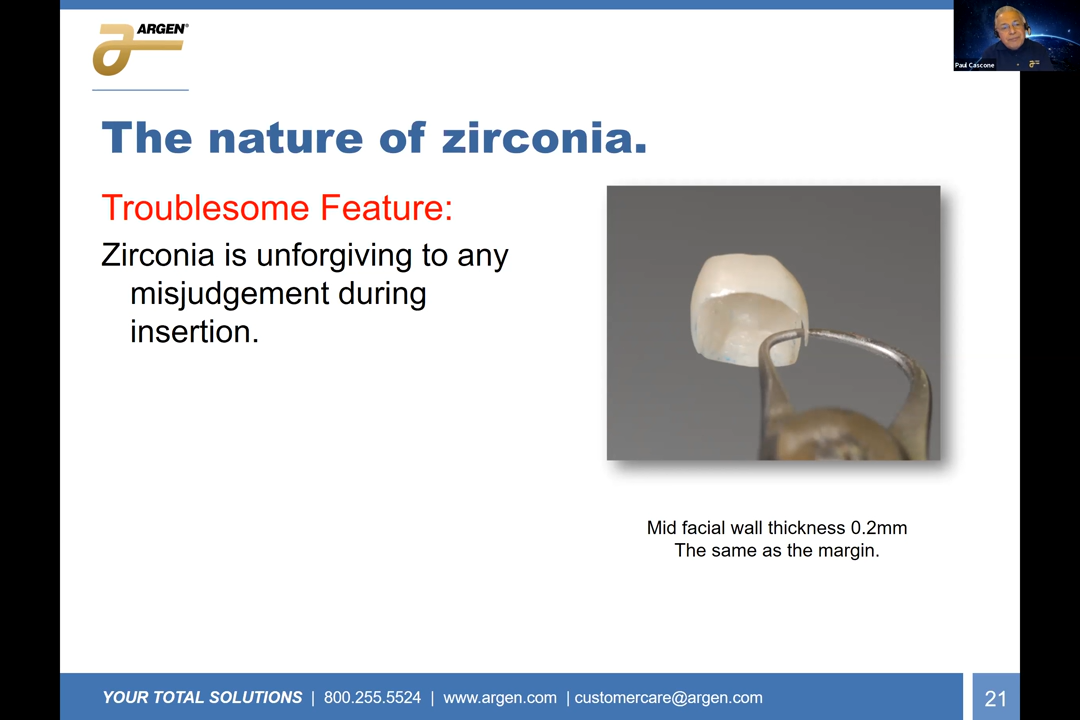 ARGEN®
Paul Cascone
The nature of zirconia.
Troublesome Feature:
Zirconia is unforgiving to any
misjudgement during
insertion.
Mid facial wall thickness 0.2mm
The same as the margin.
YOUR TOTAL SOLUTIONS | 800.255.5524 | www.argen.com | customercare@argen.com
21